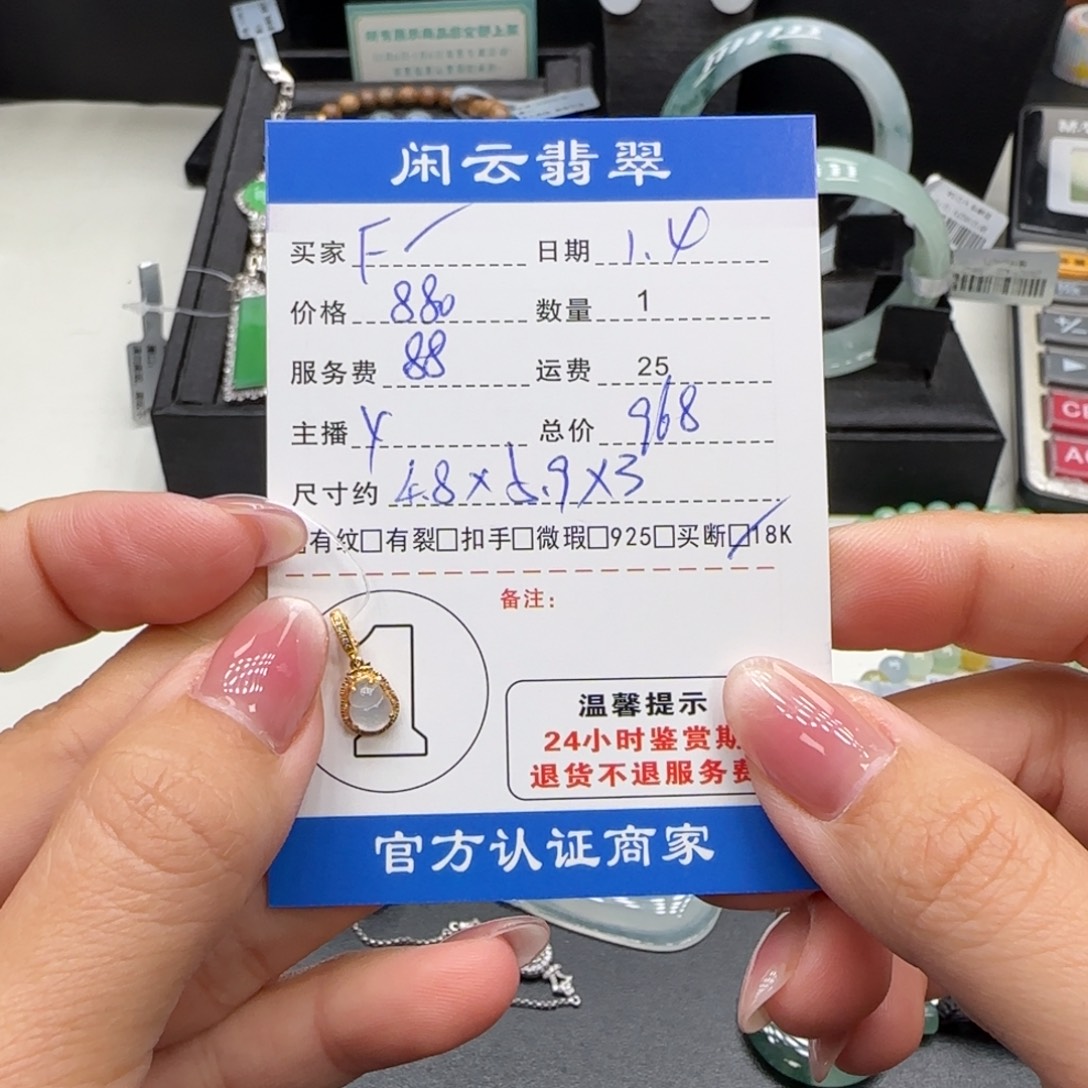 闲云翡翠
买家 F 日期 1.4
价格 880 数量 1
服务费 88 运费 25
主播 Y 总价 968
尺寸约 4.8×5.9×3
□有纹□有裂□扣手□微瑕□925□买断□18K
备注:
1
温馨提示
24小时鉴赏期
退货不退服务费
官方认证商家